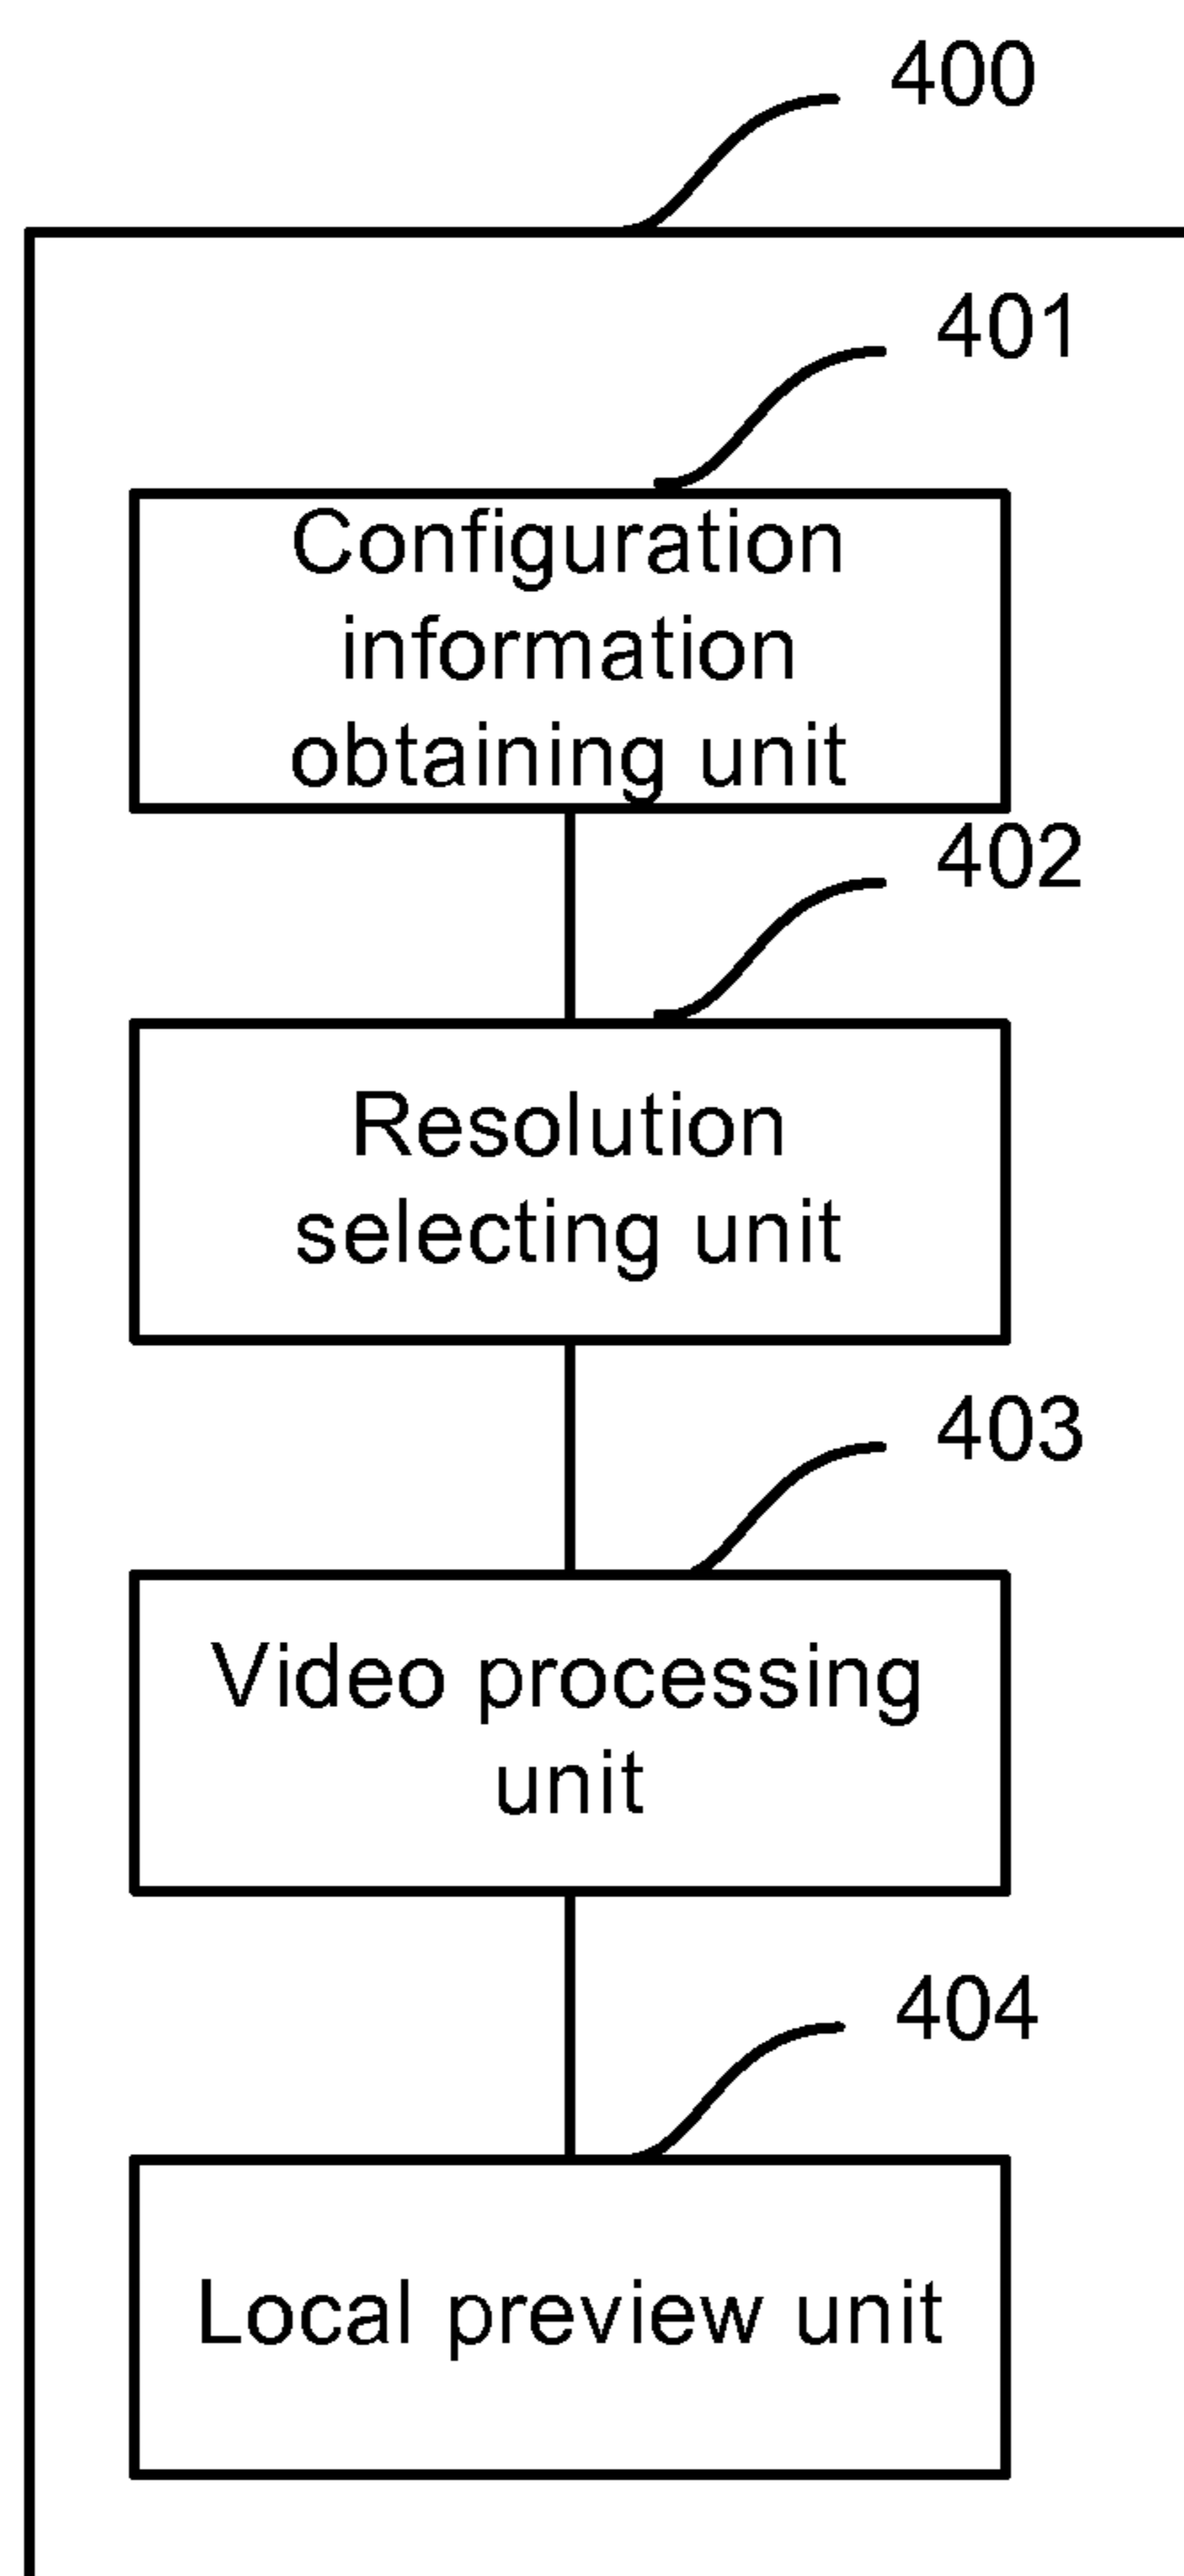 400
401
Configuration
information
obtaining unit
402
Resolution
selecting unit
403
Video processing
unit
404
Local preview unit